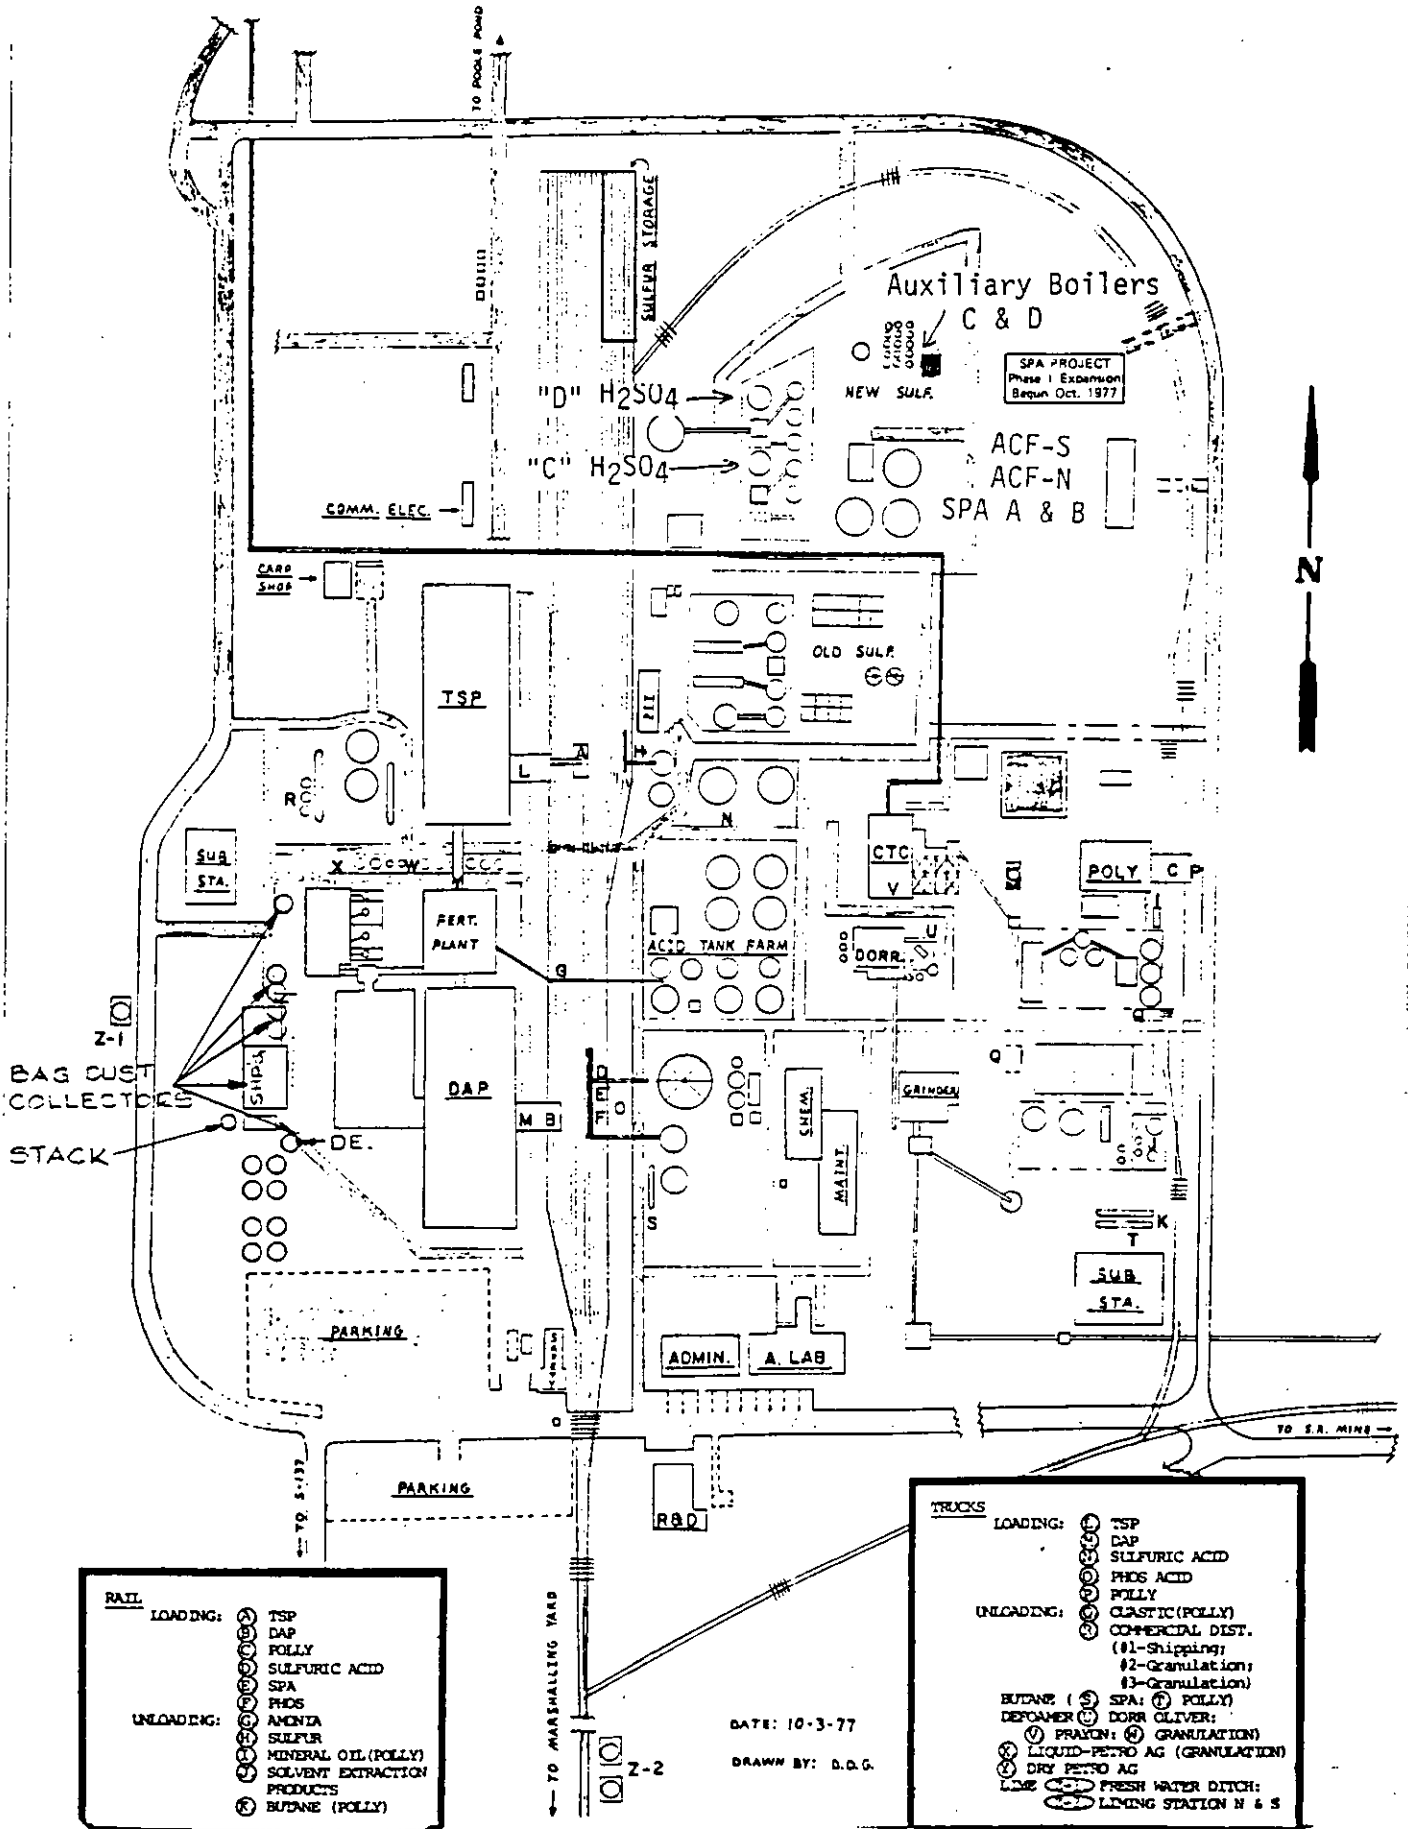 TO POOLE POND
SULFUR STORAGE
Auxiliary Boilers
C & D
NEW SULF.
SPA PROJECT
Phase I Expansion
Begun Oct. 1977
"D" H2SO4
"C" H2SO4
ACF-S
ACF-N
SPA A & B
COMM. ELEC.
CARP
SHOP
N
TSP
OLD SULF.
A
H
L
R
N
SUB
STA.
X
W
CTC
V
POLY
C P
FERT.
PLANT
ACID TANK FARM
DORR.
U
G
Z-1
BAG DUST
COLLECTORS
SHPG.
Y
DAP
M B
D
E
F
O
Q
GRINDER
CHEM.
MAINT.
STACK
DE.
S
K
T
SUB
STA.
PARKING
ADMIN.
A. LAB
TO S.R. MINE
TO S-137
PARKING
R&D
TO MARSHALLING YARD
Z-2
DATE: 10-3-77
DRAWN BY: D.D.G.
RAIL
LOADING: A TSP
B DAP
C POLLY
D SULFURIC ACID
E SPA
F PHOS
UNLOADING: G AMONIA
H SULFUR
I MINERAL OIL (POLLY)
J SOLVENT EXTRACTION
PRODUCTS
K BUTANE (POLLY)
TRUCKS
LOADING: L TSP
DAP
SULFURIC ACID
O PHOS ACID
P POLLY
UNLOADING: Q CLASTIC (POLLY)
R COMMERCIAL DIST.
(#1-Shipping;
#2-Granulation;
#3-Granulation)
BUTANE ( S SPA: T POLLY)
DEFOAMER U DORR OLIVER:
V PRAYON: W GRANULATION)
X LIQUID-PETRO AG (GRANULATION)
Y DRY PETRO AG
LIME FRESH WATER DITCH:
LIMING STATION N & S